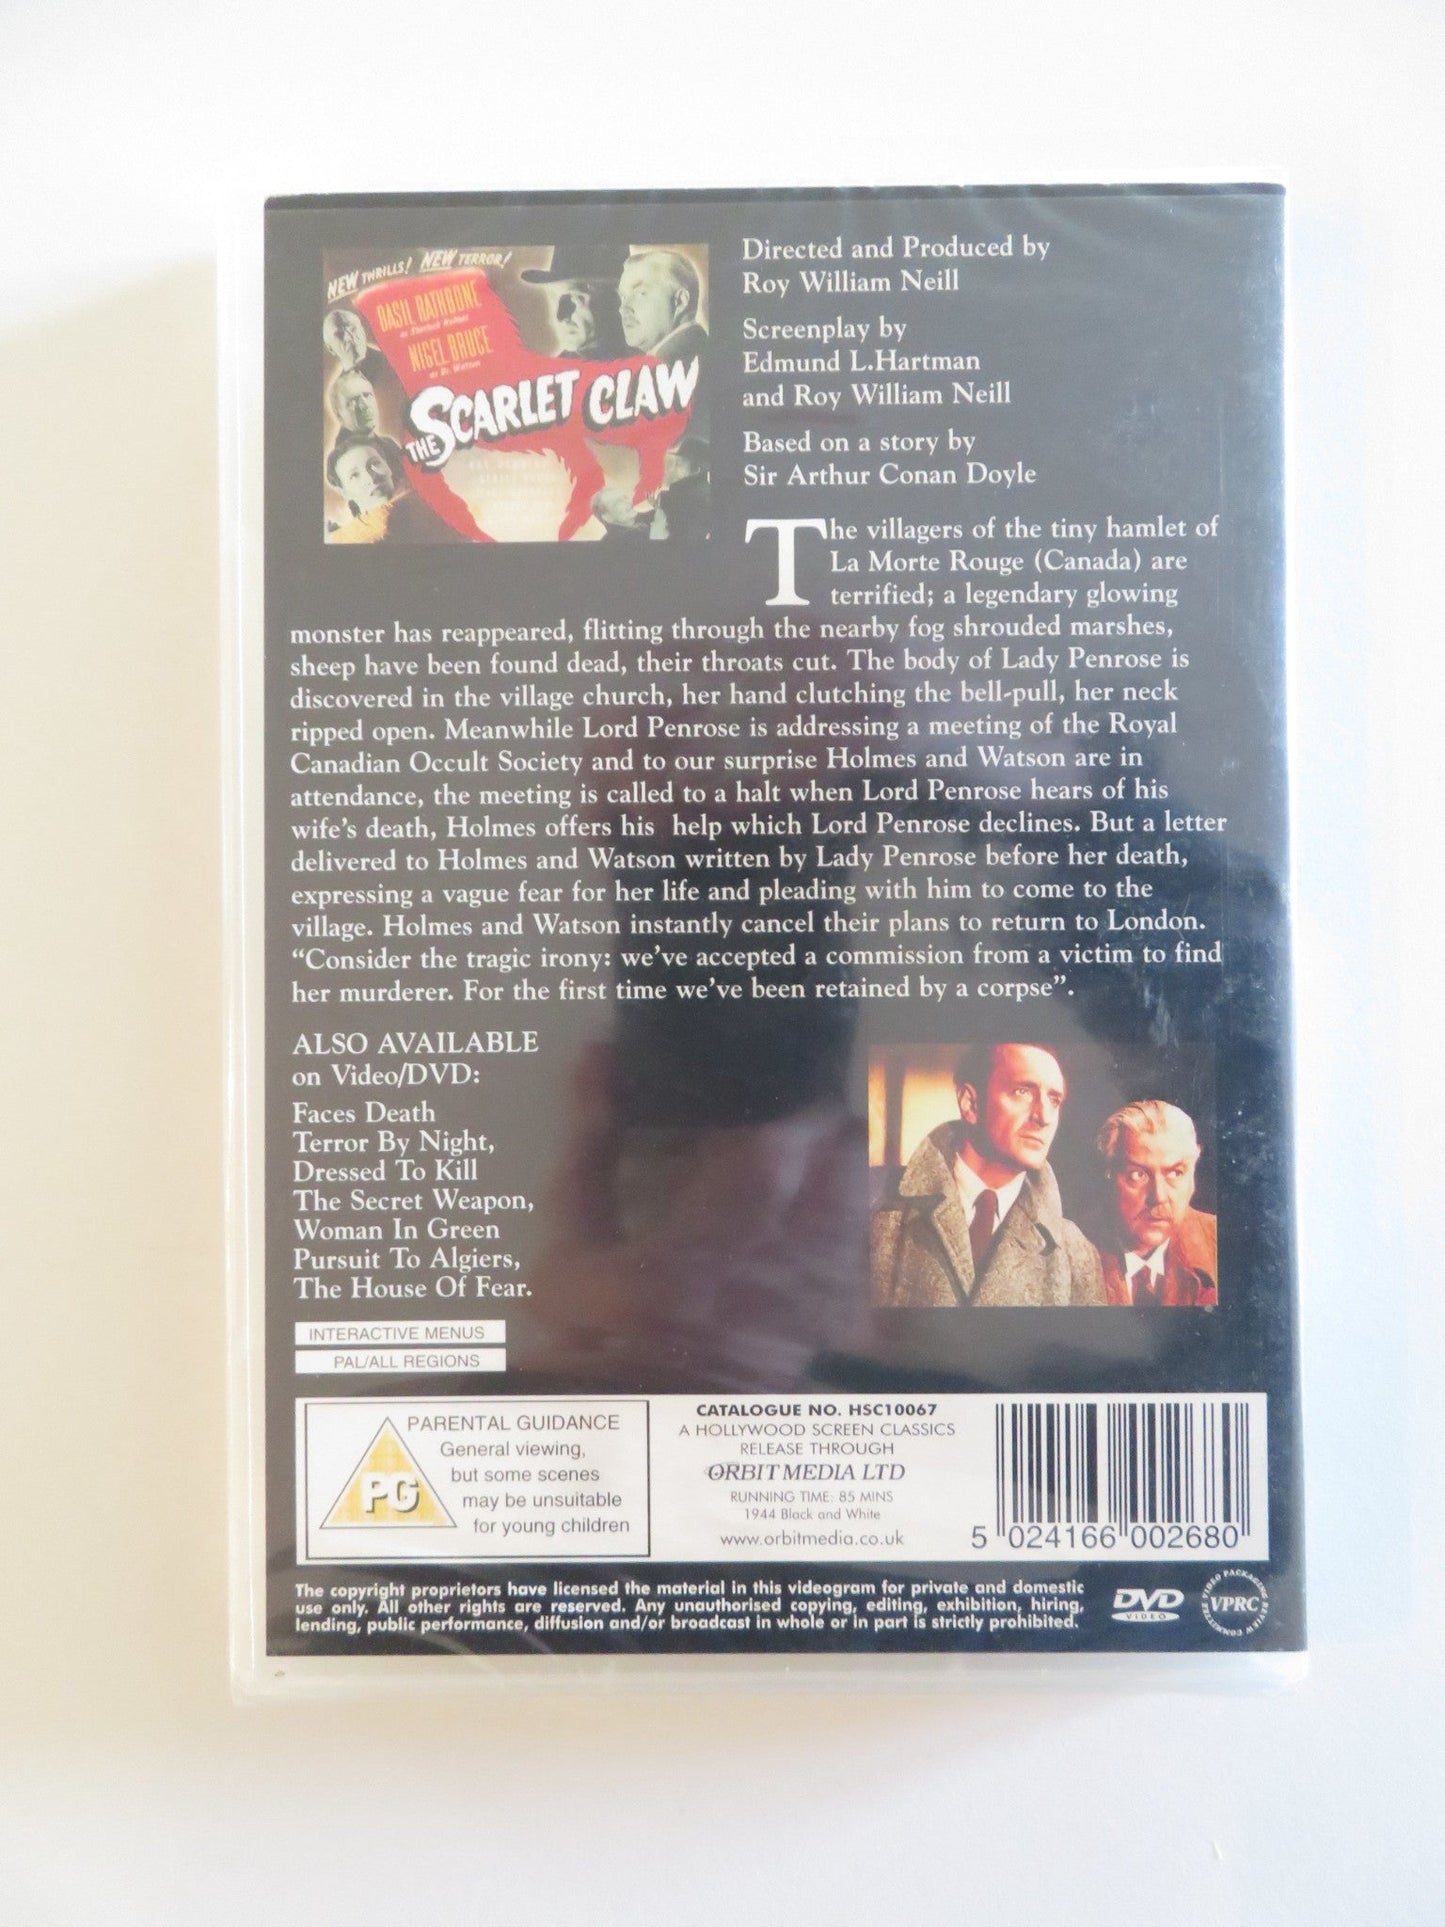 NEW THRILLS! NEW TERROR!
BASIL RATHBONE
as Sherlock Holmes
NIGEL BRUCE
as Dr. Watson
THE SCARLET CLAW
Directed and Produced by
Roy William Neill
Screenplay by
Edmund L.Hartman
and Roy William Neill
Based on a story by
Sir Arthur Conan Doyle
The villagers of the tiny hamlet of
La Morte Rouge (Canada) are
terrified; a legendary glowing
monster has reappeared, flitting through the nearby fog shrouded marshes,
sheep have been found dead, their throats cut. The body of Lady Penrose is
discovered in the village church, her hand clutching the bell-pull, her neck
ripped open. Meanwhile Lord Penrose is addressing a meeting of the Royal
Canadian Occult Society and to our surprise Holmes and Watson are in
attendance, the meeting is called to a halt when Lord Penrose hears of his
wife's death, Holmes offers his help which Lord Penrose declines. But a letter
delivered to Holmes and Watson written by Lady Penrose before her death,
expressing a vague fear for her life and pleading with him to come to the
village. Holmes and Watson instantly cancel their plans to return to London.
“Consider the tragic irony: we've accepted a commission from a victim to find
her murderer. For the first time we've been retained by a corpse”.
ALSO AVAILABLE
on Video/DVD:
Faces Death
Terror By Night,
Dressed To Kill
The Secret Weapon,
Woman In Green
Pursuit To Algiers,
The House Of Fear.
INTERACTIVE MENUS
PAL/ALL REGIONS
PG
PARENTAL GUIDANCE
General viewing,
but some scenes
may be unsuitable
for young children
CATALOGUE NO. HSC10067
A HOLLYWOOD SCREEN CLASSICS
RELEASE THROUGH
ORBIT MEDIA LTD
RUNNING TIME: 85 MINS
1944 Black and White
www.orbitmedia.co.uk
5 024166 002680
The copyright proprietors have licensed the material in this videogram for private and domestic
use only. All other rights are reserved. Any unauthorised copying, editing, exhibition, hiring,
lending, public performance, diffusion and/or broadcast in whole or in part is strictly prohibited.
DVD
VIDEO
VIDEO PACKAGING REVIEW COMMITTEE
VPRC